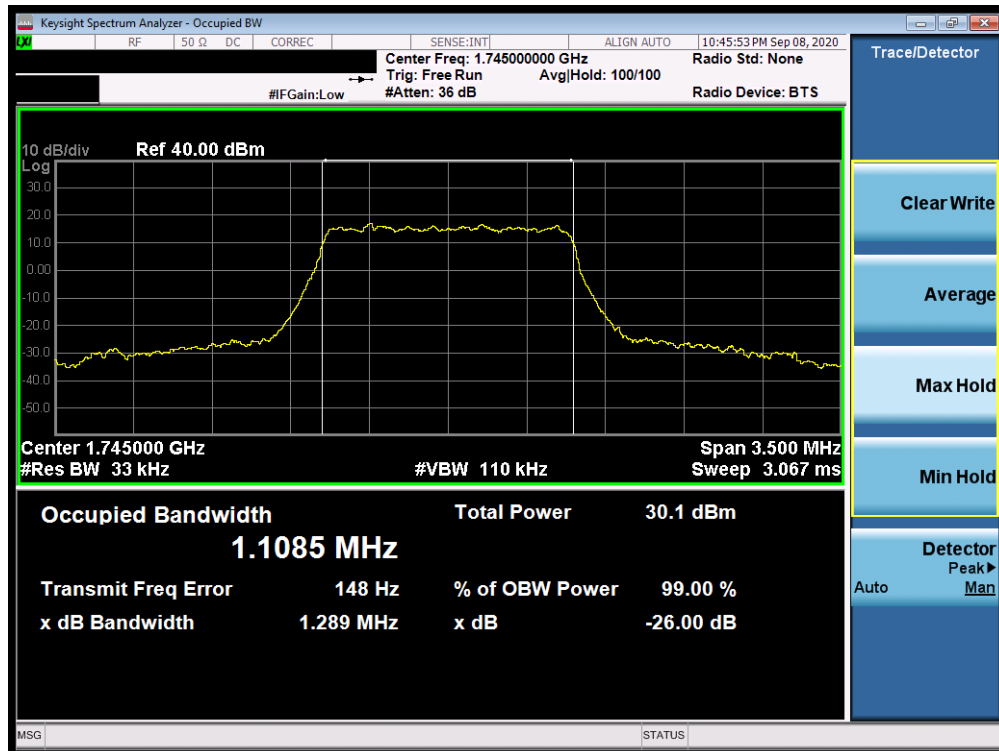 Keysight Spectrum Analyzer - Occupied BW
LXI RF 50 Ω DC CORREC SENSE:INT ALIGN AUTO 10:45:53 PM Sep 08, 2020
Center Freq: 1.745000000 GHz Radio Std: None
Trig: Free Run Avg|Hold: 100/100
#IFGain:Low #Atten: 36 dB Radio Device: BTS
10 dB/div Ref 40.00 dBm
Log
30.0
20.0
10.0
0.00
-10.0
-20.0
-30.0
-40.0
-50.0
Center 1.745000 GHz Span 3.500 MHz
#Res BW 33 kHz #VBW 110 kHz Sweep 3.067 ms
Occupied Bandwidth Total Power 30.1 dBm
1.1085 MHz
Transmit Freq Error 148 Hz % of OBW Power 99.00 %
x dB Bandwidth 1.289 MHz x dB -26.00 dB
MSG STATUS
Trace/Detector
Clear Write
Average
Max Hold
Min Hold
Detector
Peak▶
Auto Man